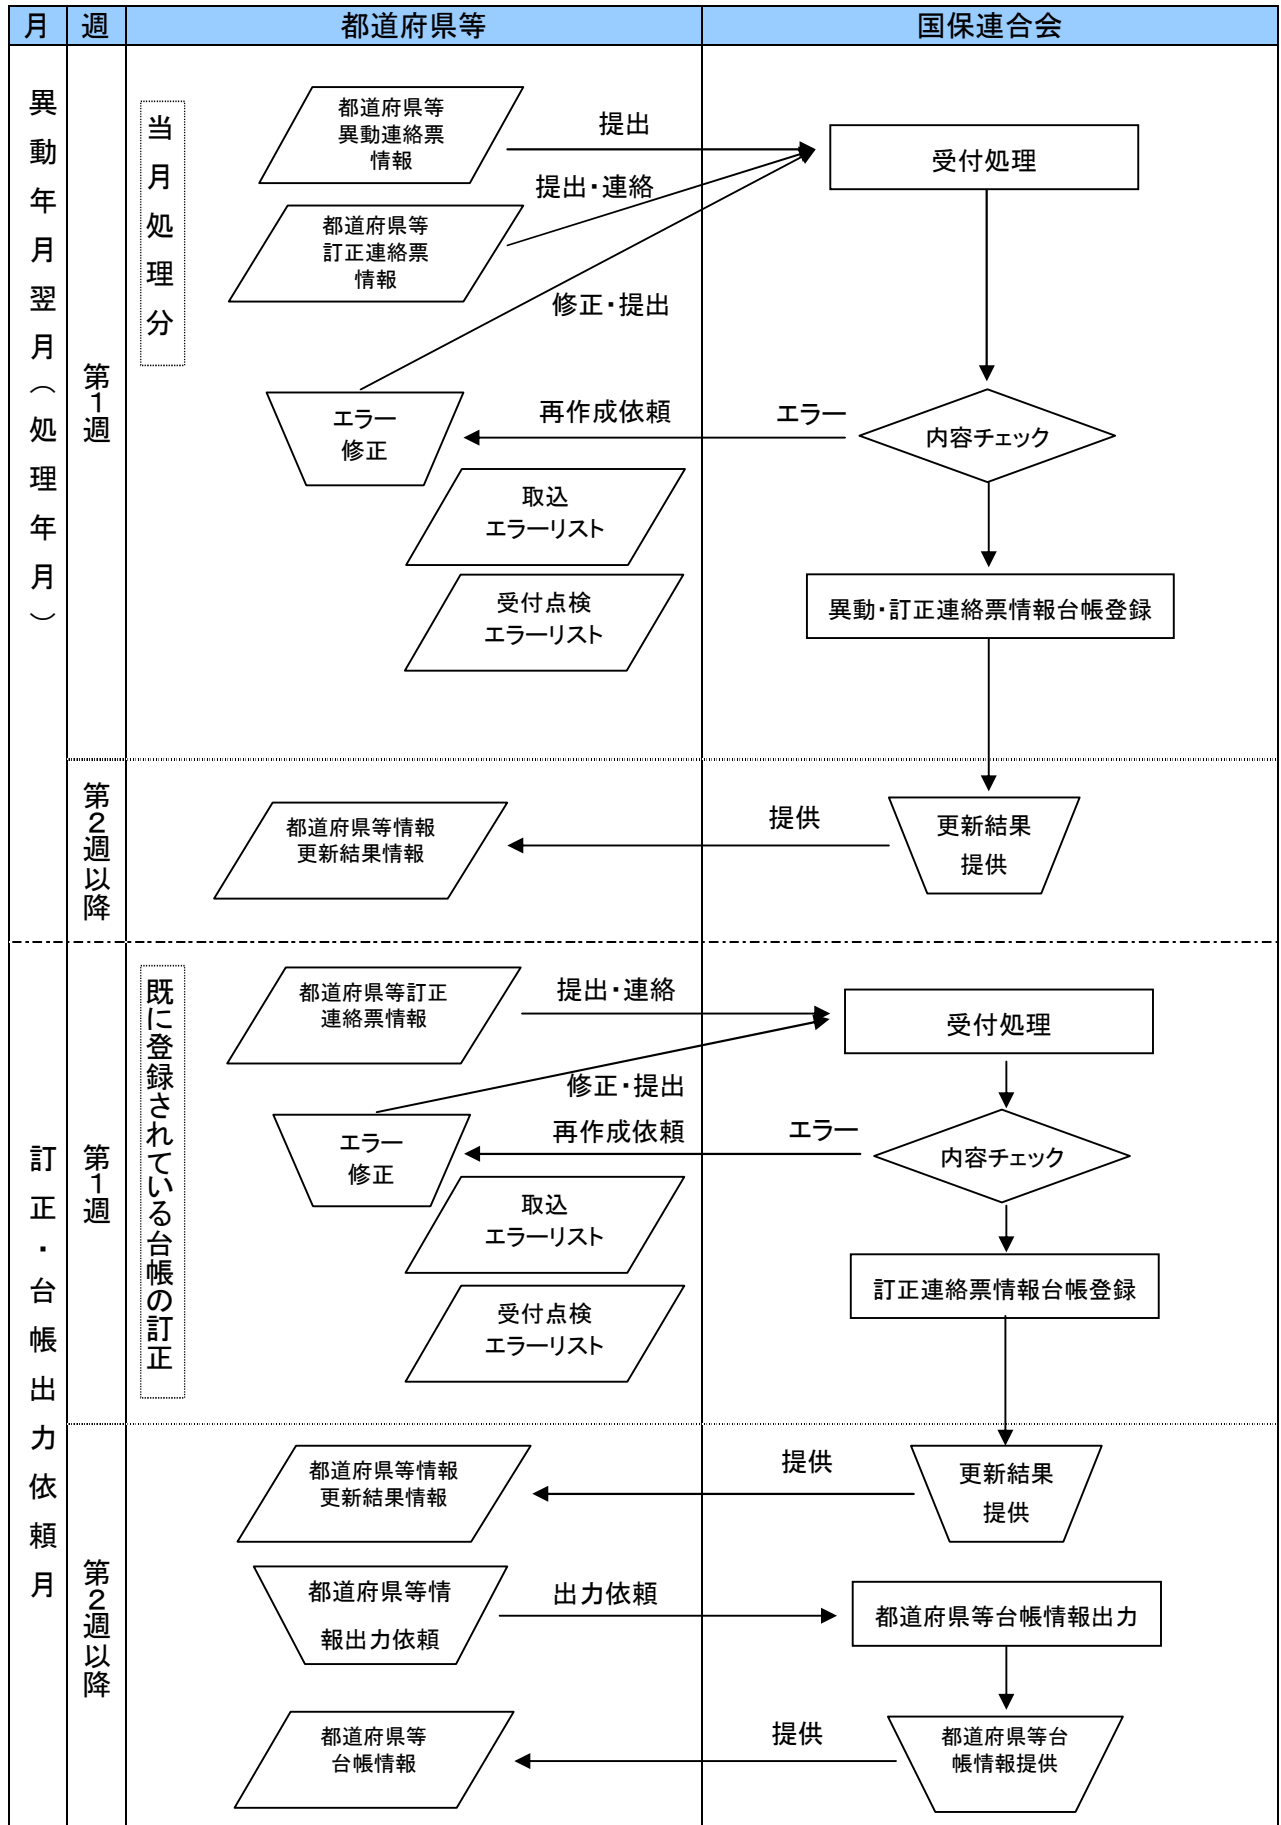 月
週
都道府県等
国保連合会
異動年月翌月（処理年月）
第1週
当月処理分
都道府県等
異動連絡票
情報
提出
受付処理
提出・連絡
都道府県等
訂正連絡票
情報
修正・提出
エラー
修正
再作成依頼
エラー
内容チェック
取込
エラーリスト
受付点検
エラーリスト
異動・訂正連絡票情報台帳登録
第2週以降
都道府県等情報
更新結果情報
提供
更新結果
提供
訂正・台帳出力依頼月
第1週
既に登録されている台帳の訂正
都道府県等訂正
連絡票情報
提出・連絡
受付処理
修正・提出
エラー
修正
再作成依頼
エラー
内容チェック
取込
エラーリスト
受付点検
エラーリスト
訂正連絡票情報台帳登録
第2週以降
都道府県等情報
更新結果情報
提供
更新結果
提供
都道府県等情
報出力依頼
出力依頼
都道府県等台帳情報出力
都道府県等
台帳情報
提供
都道府県等台
帳情報提供